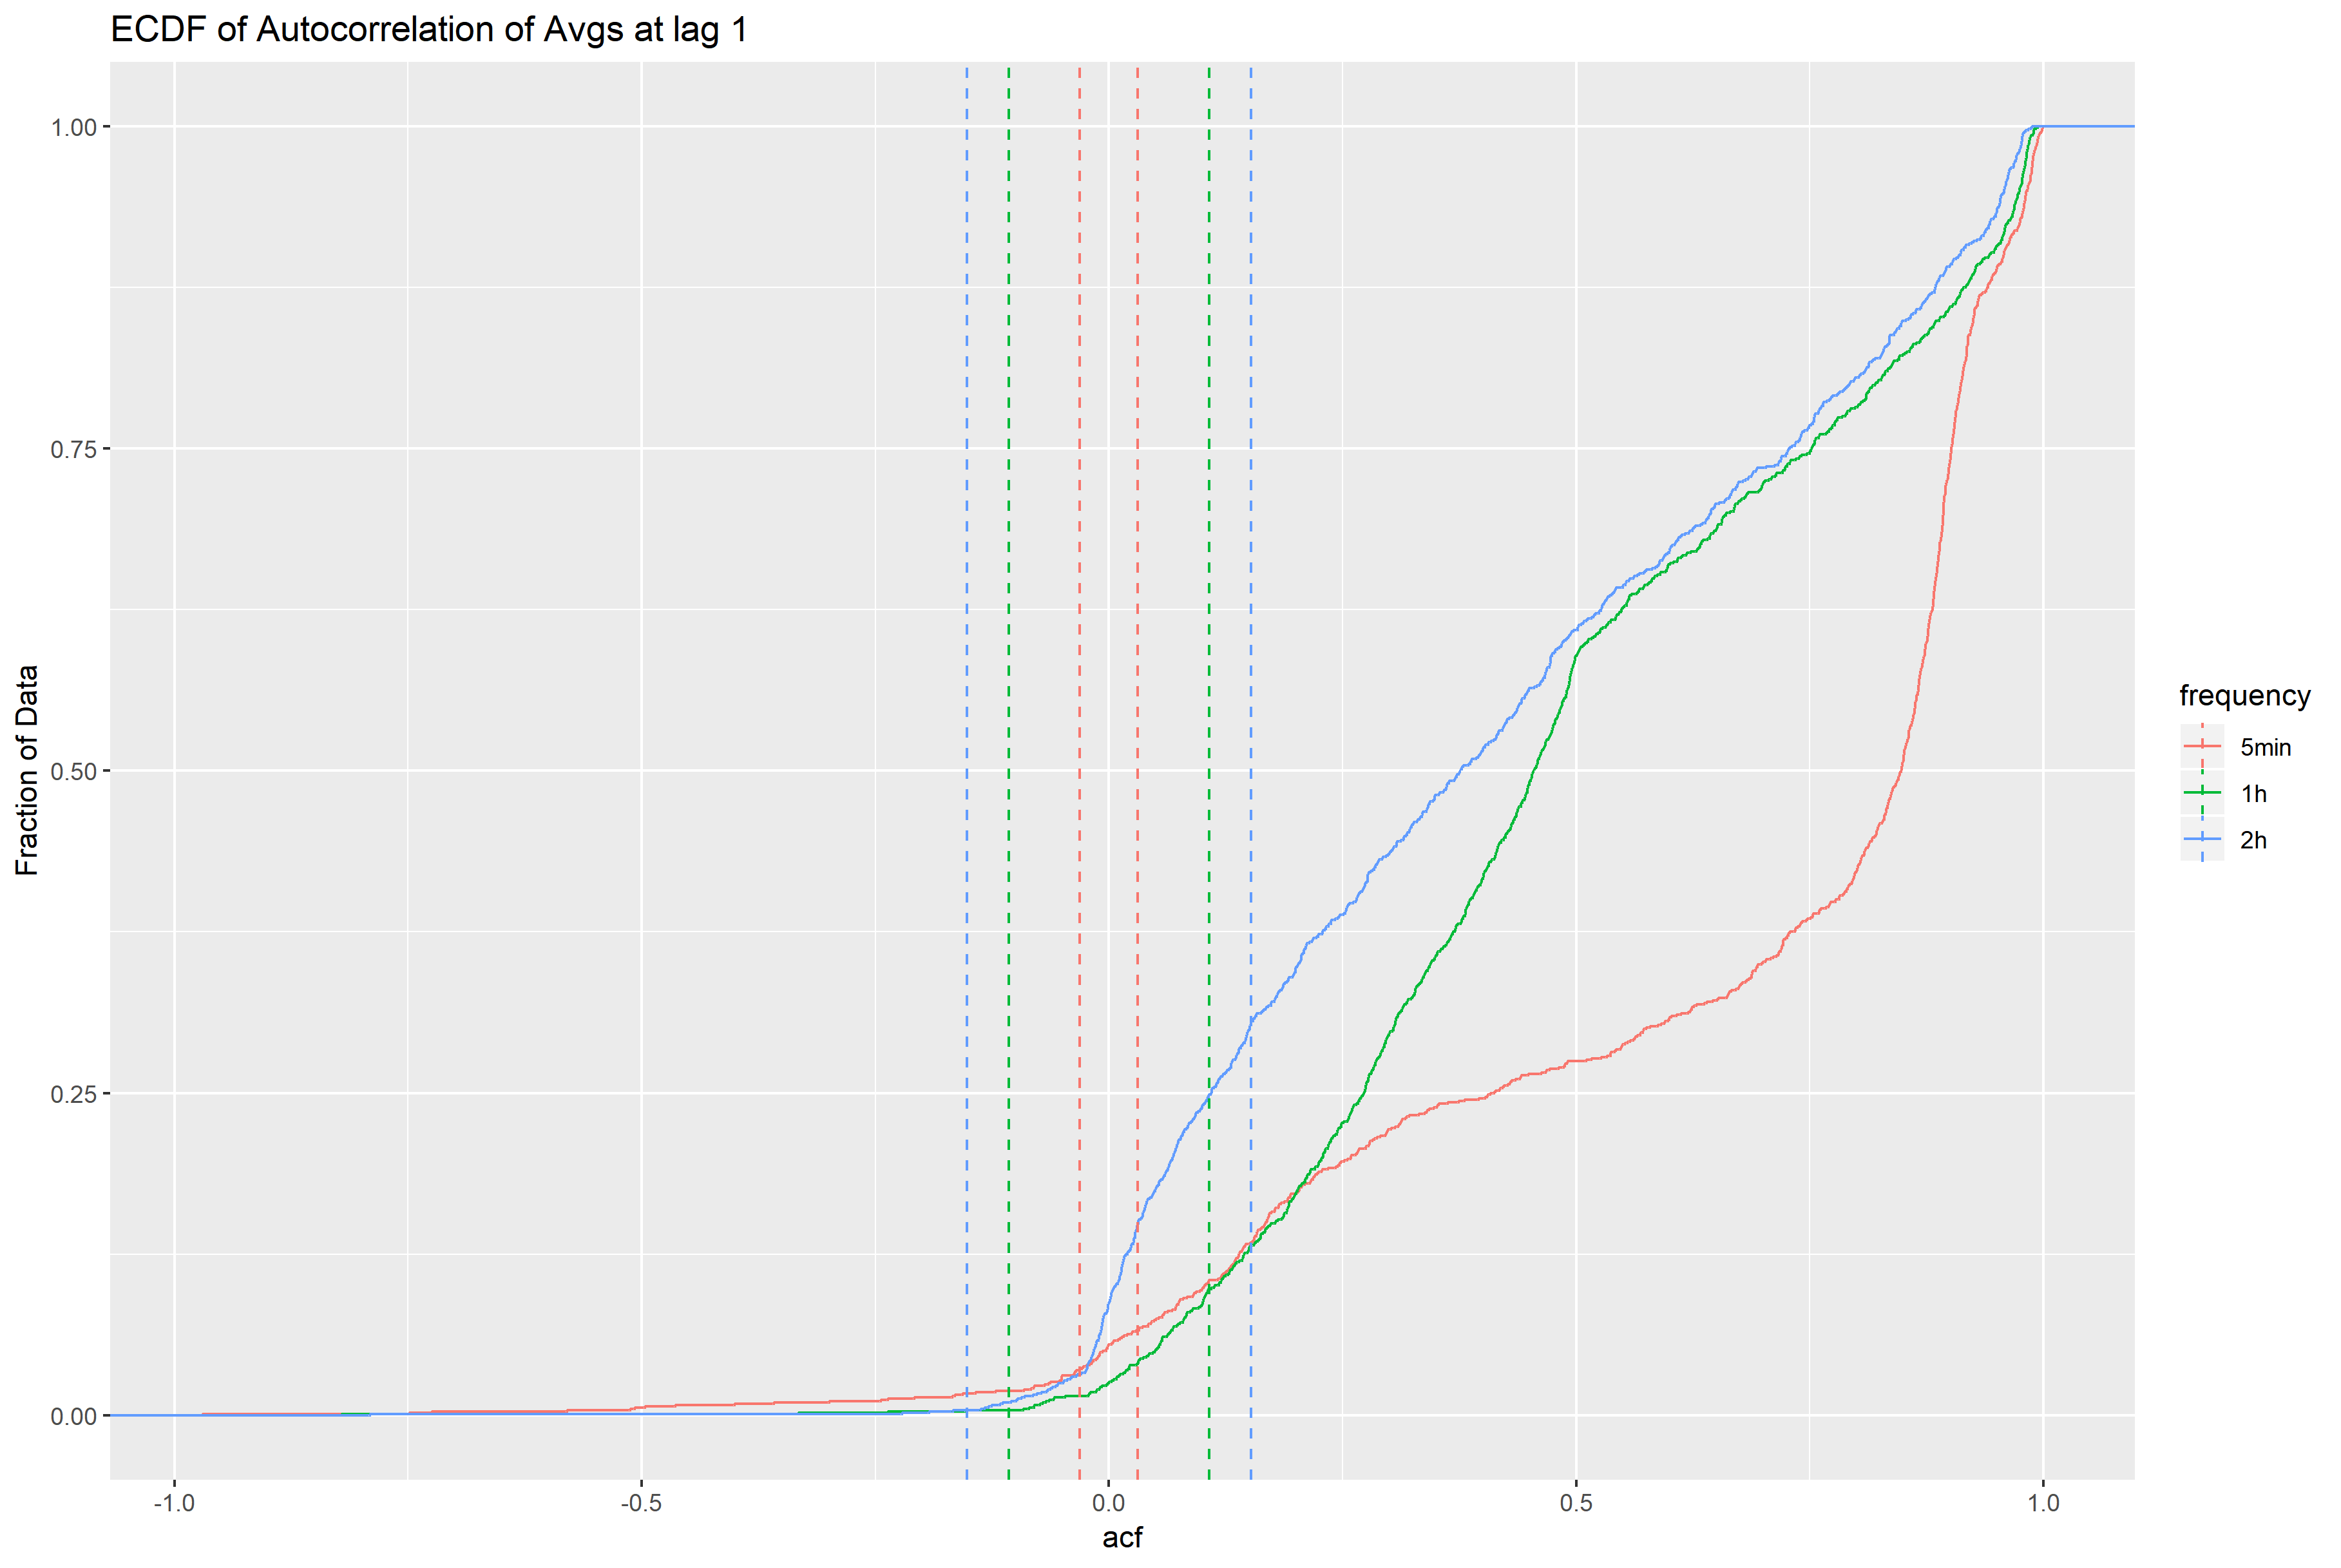 ECDF of Autocorrelation of Avgs at lag 1
1.00
0.75
0.50
0.25
0.00
Fraction of Data
-1.0
-0.5
0.0
0.5
1.0
acf
frequency
5min
1h
2h